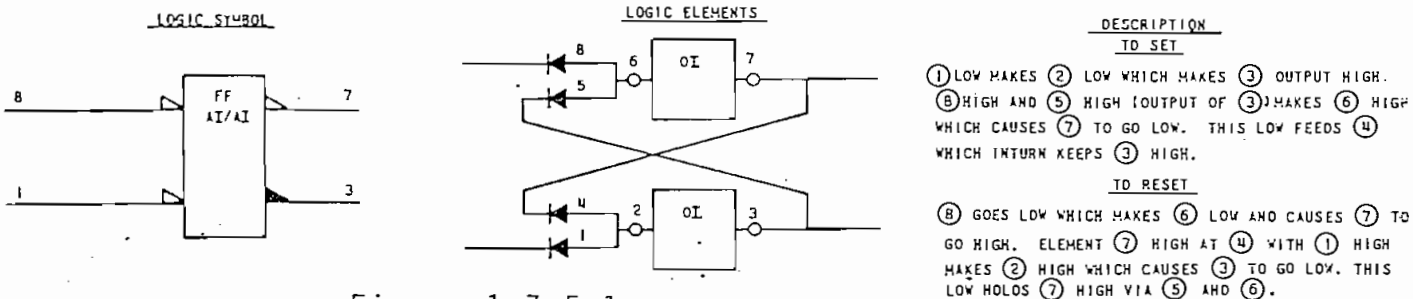 LOGIC SYMBOL
8
FF
AI/AI
7
1
3
LOGIC ELEMENTS
8
6
OI
7
5
4
2
OI
3
1
DESCRIPTION
TO SET
① LOW MAKES ② LOW WHICH MAKES ③ OUTPUT HIGH.
⑧ HIGH AND ⑤ HIGH (OUTPUT OF ③) MAKES ⑥ HIGH
WHICH CAUSES ⑦ TO GO LOW. THIS LOW FEEDS ④
WHICH INTURN KEEPS ③ HIGH.
TO RESET
⑧ GOES LOW WHICH MAKES ⑥ LOW AND CAUSES ⑦ TO
GO HIGH. ELEMENT ⑦ HIGH AT ④ WITH ① HIGH
MAKES ② HIGH WHICH CAUSES ③ TO GO LOW. THIS
LOW HOLDS ⑦ HIGH VIA ⑤ AND ⑥.